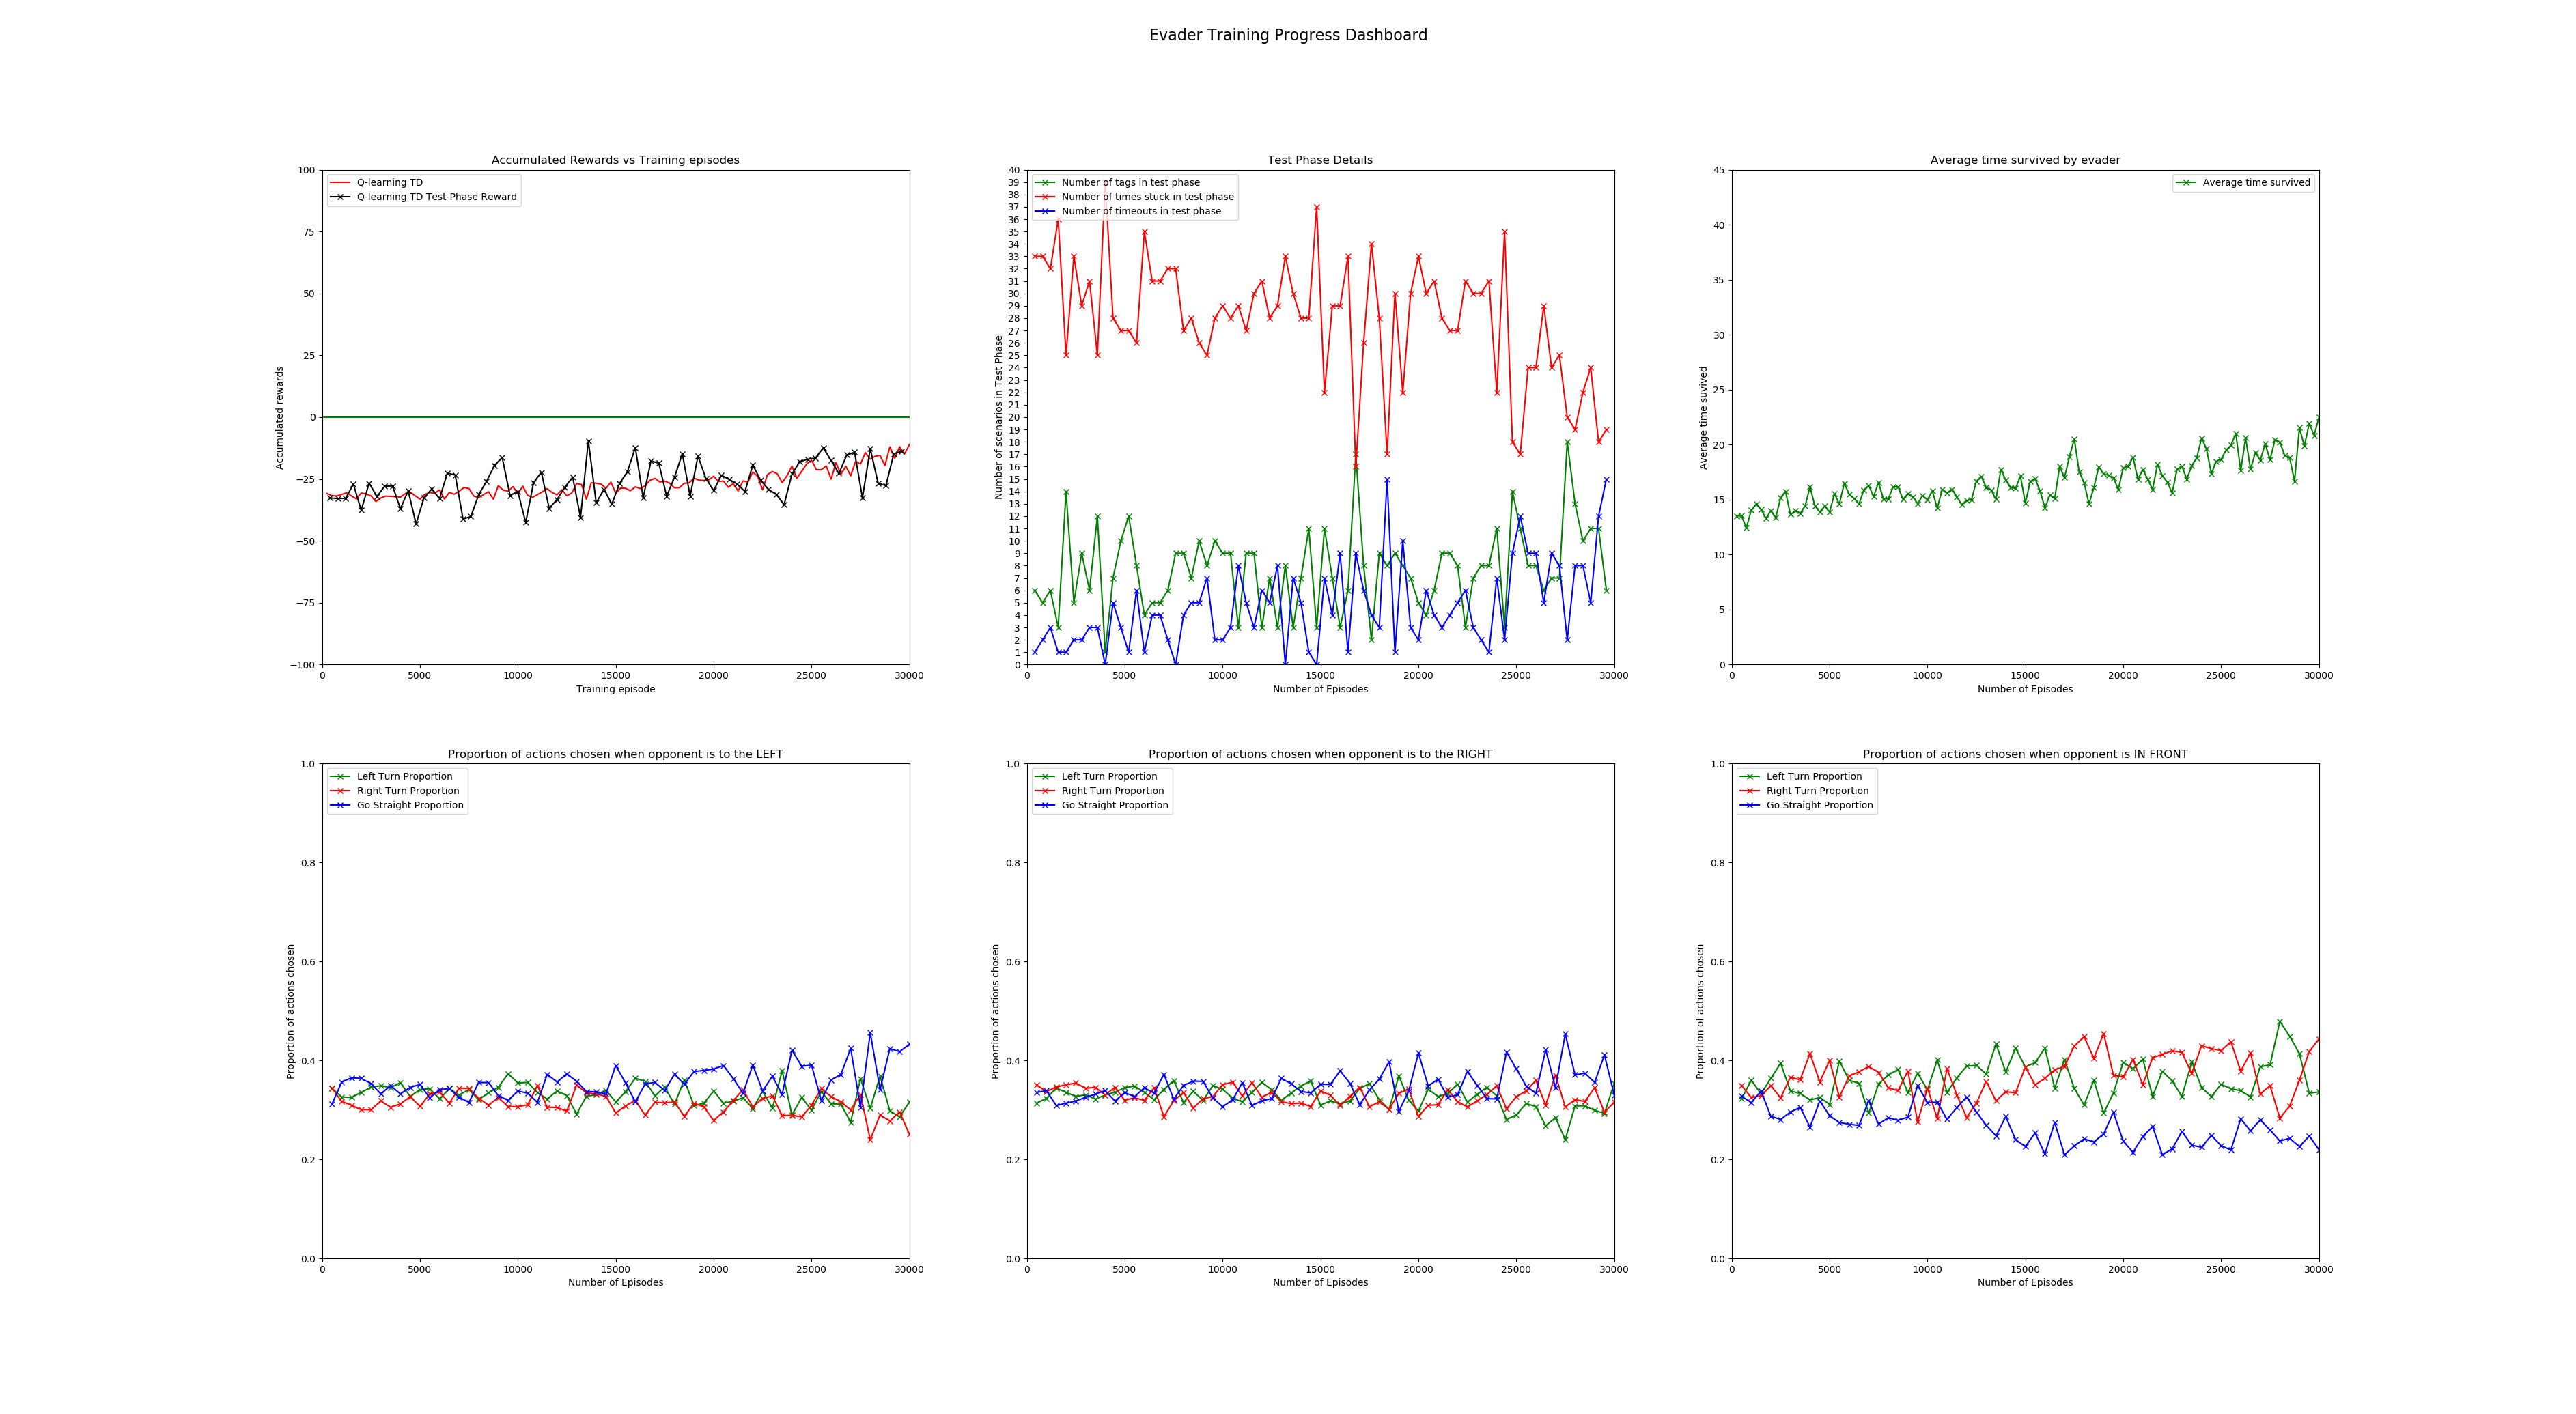 Evader Training Progress Dashboard
Accumulated Rewards vs Training episodes
Q-learning TD
Q-learning TD Test-Phase Reward
100
75
50
25
0
−25
−50
−75
−100
Accumulated rewards
0 5000 10000 15000 20000 25000 30000
Training episode
Test Phase Details
Number of tags in test phase
Number of times stuck in test phase
Number of timeouts in test phase
40
39
38
37
36
35
34
33
32
31
30
29
28
27
26
25
24
23
22
21
20
19
18
17
16
15
14
13
12
11
10
9
8
7
6
5
4
3
2
1
0
Number of scenarios in Test Phase
0 5000 10000 15000 20000 25000 30000
Number of Episodes
Average time survived by evader
Average time survived
45
40
35
30
25
20
15
10
5
0
Average time suvived
0 5000 10000 15000 20000 25000 30000
Number of Episodes
Proportion of actions chosen when opponent is to the LEFT
Left Turn Proportion
Right Turn Proportion
Go Straight Proportion
1.0
0.8
0.6
0.4
0.2
0.0
Proportion of actions chosen
0 5000 10000 15000 20000 25000 30000
Number of Episodes
Proportion of actions chosen when opponent is to the RIGHT
Left Turn Proportion
Right Turn Proportion
Go Straight Proportion
1.0
0.8
0.6
0.4
0.2
0.0
Proportion of actions chosen
0 5000 10000 15000 20000 25000 30000
Number of Episodes
Proportion of actions chosen when opponent is IN FRONT
Left Turn Proportion
Right Turn Proportion
Go Straight Proportion
1.0
0.8
0.6
0.4
0.2
0.0
Proportion of actions chosen
0 5000 10000 15000 20000 25000 30000
Number of Episodes